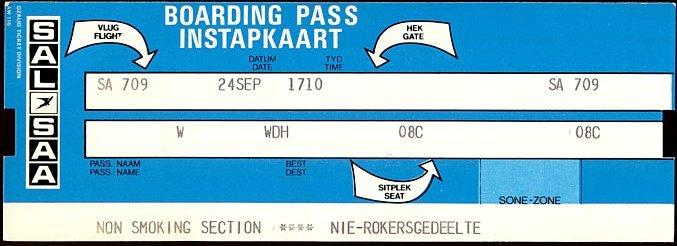 BOARDING PASS
INSTAPKAART
VLUG
FLIGHT
HEK
GATE
DATUM
DATE
TYD
TIME
SAL
SAA
OZALID TICKET DIVISION
SA 709 24SEP 1710 SA 709
W WDH 08C 08C
PASS. NAAM
PASS. NAME
BEST
DEST
SITPLEK
SEAT
SONE-ZONE
NON SMOKING SECTION **** NIE-ROKERSGEDEELTE